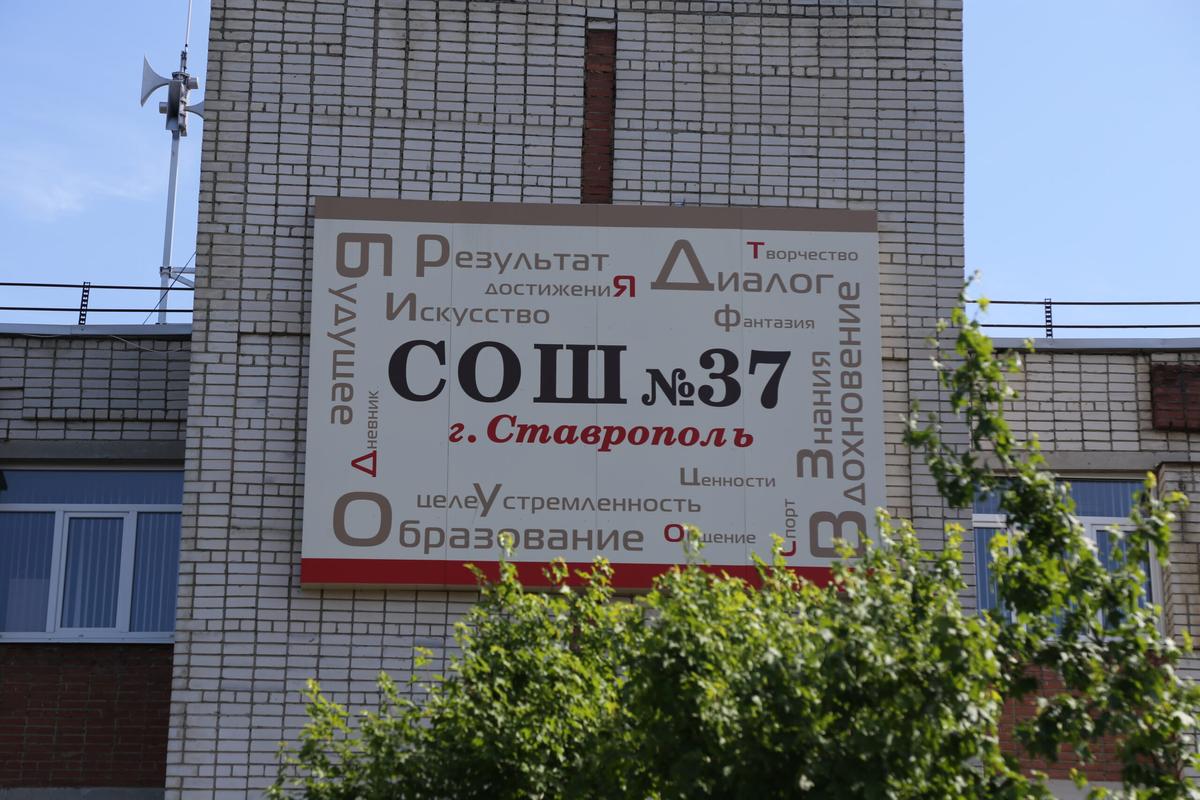 Будущее
Результат
достижениЯ
Диалог
Творчество
Искусство
Фантазия
СОШ №37
г. Ставрополь
Дневник
Знания
Вдохновение
Ценности
целеУстремленность
Образование
Общение
Спорт